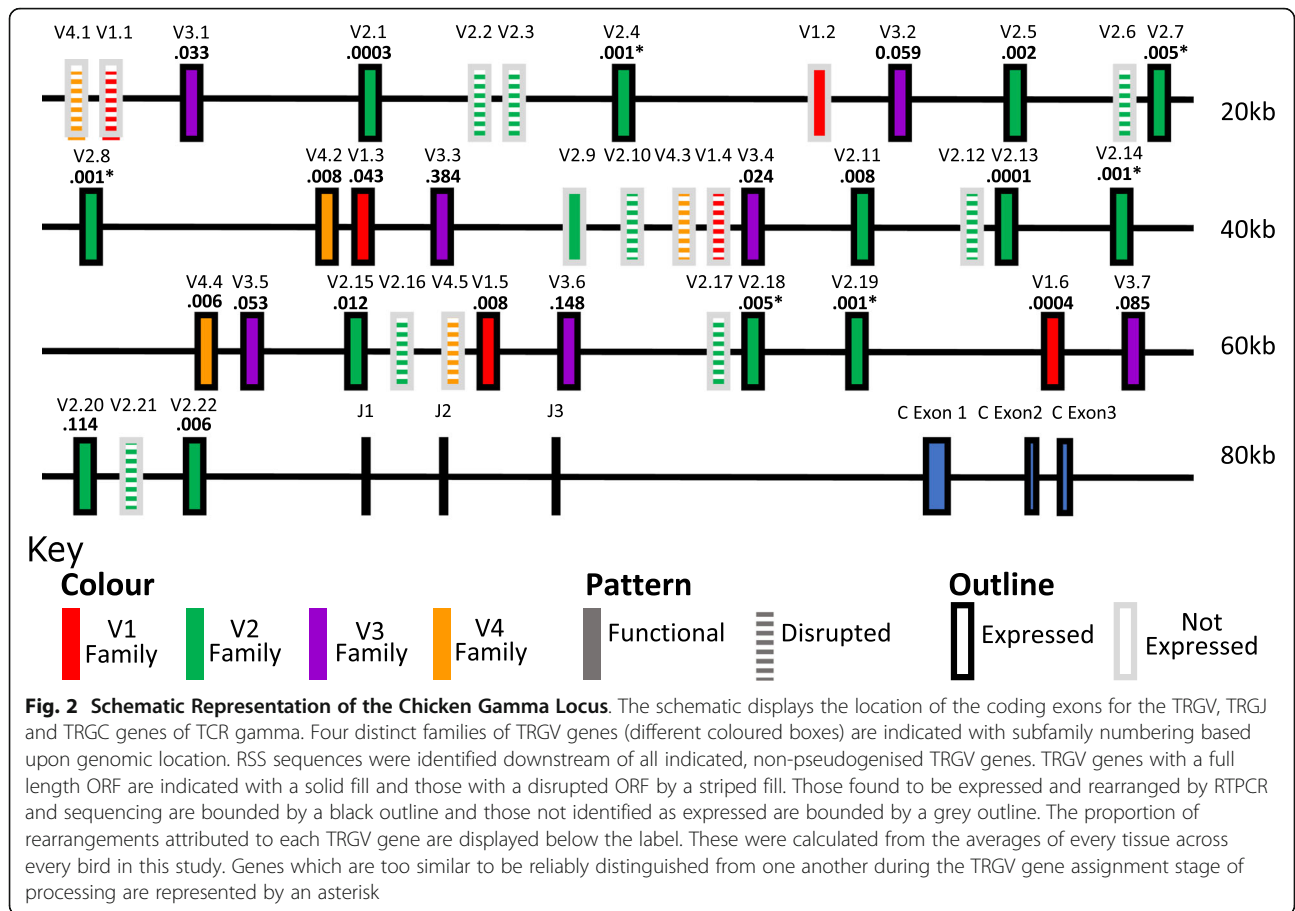 V4.1 V1.1 V3.1 V2.1 V2.2 V2.3 V2.4 V1.2 V3.2 V2.5 V2.6 V2.7
.033 .0003 .001* 0.059 .002 .005*
20kb
V2.8 V4.2 V1.3 V3.3 V2.9 V2.10 V4.3 V1.4 V3.4 V2.11 V2.12 V2.13 V2.14
.001* .008 .043 .384 .024 .008 .0001 .001*
40kb
V4.4 V3.5 V2.15 V2.16 V4.5 V1.5 V3.6 V2.17 V2.18 V2.19 V1.6 V3.7
.006 .053 .012 .008 .148 .005* .001* .0004 .085
60kb
V2.20 V2.21 V2.22 J1 J2 J3 C Exon 1 C Exon2 C Exon3
.114 .006
80kb
Key
Colour Pattern Outline
V1 Family V2 Family V3 Family V4 Family Functional Disrupted Expressed Not Expressed
Fig. 2 Schematic Representation of the Chicken Gamma Locus. The schematic displays the location of the coding exons for the TRGV, TRGJ
and TRGC genes of TCR gamma. Four distinct families of TRGV genes (different coloured boxes) are indicated with subfamily numbering based
upon genomic location. RSS sequences were identified downstream of all indicated, non-pseudogenised TRGV genes. TRGV genes with a full
length ORF are indicated with a solid fill and those with a disrupted ORF by a striped fill. Those found to be expressed and rearranged by RTPCR
and sequencing are bounded by a black outline and those not identified as expressed are bounded by a grey outline. The proportion of
rearrangements attributed to each TRGV gene are displayed below the label. These were calculated from the averages of every tissue across
every bird in this study. Genes which are too similar to be reliably distinguished from one another during the TRGV gene assignment stage of
processing are represented by an asterisk